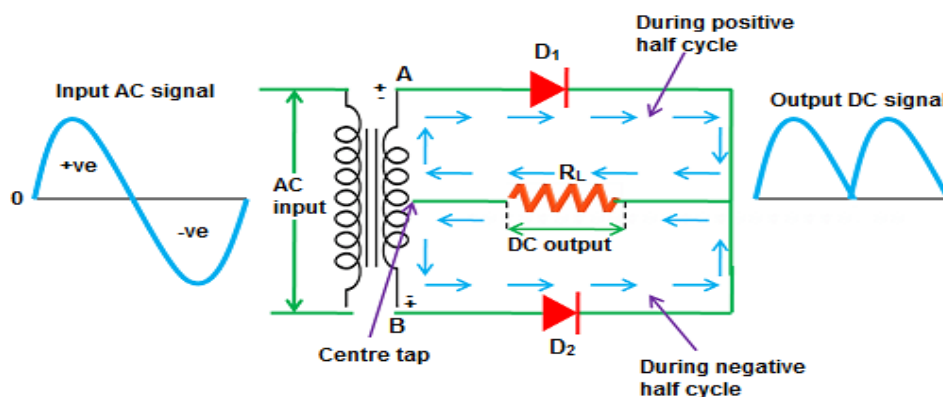 During positive
half cycle
D₁
A
Input AC signal
Output DC signal
+
-
+ve
RL
0
AC
input
-ve
DC output
-
+
B
Centre tap
D₂
During negative
half cycle